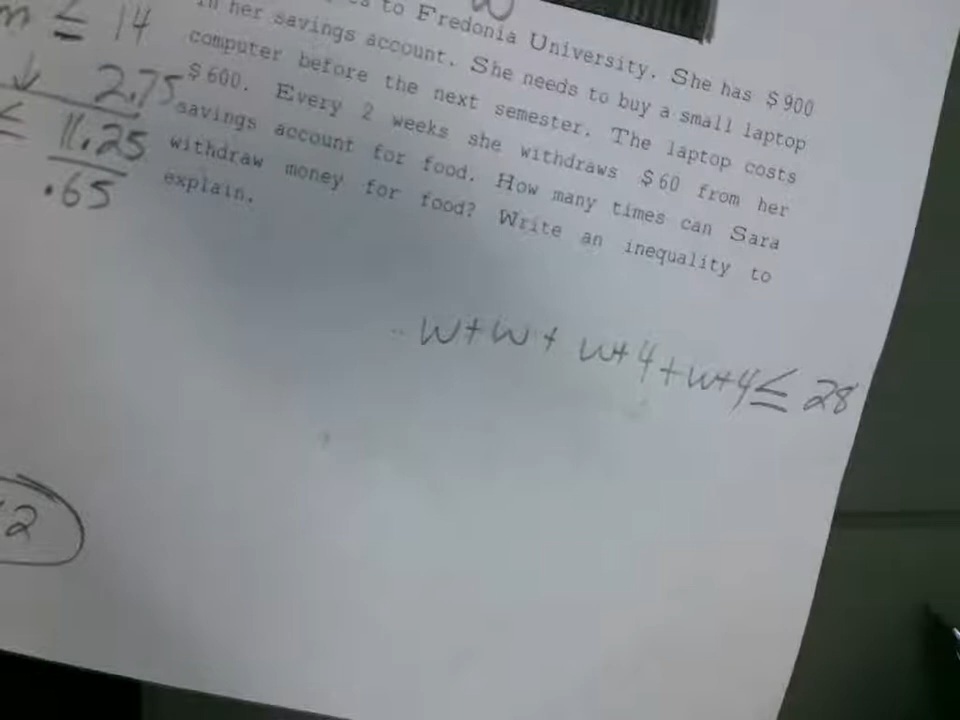 m ≤ 14
to Fredonia University. She has $900
in her savings account. She needs to buy a small laptop
computer before the next semester. The laptop costs
$600. Every 2 weeks she withdraws $60 from her
savings account for food. How many times can Sara
withdraw money for food? Write an inequality to
explain.
2.75
≤ 11.25
.65
w+w+ w+4+w+4≤ 28
2